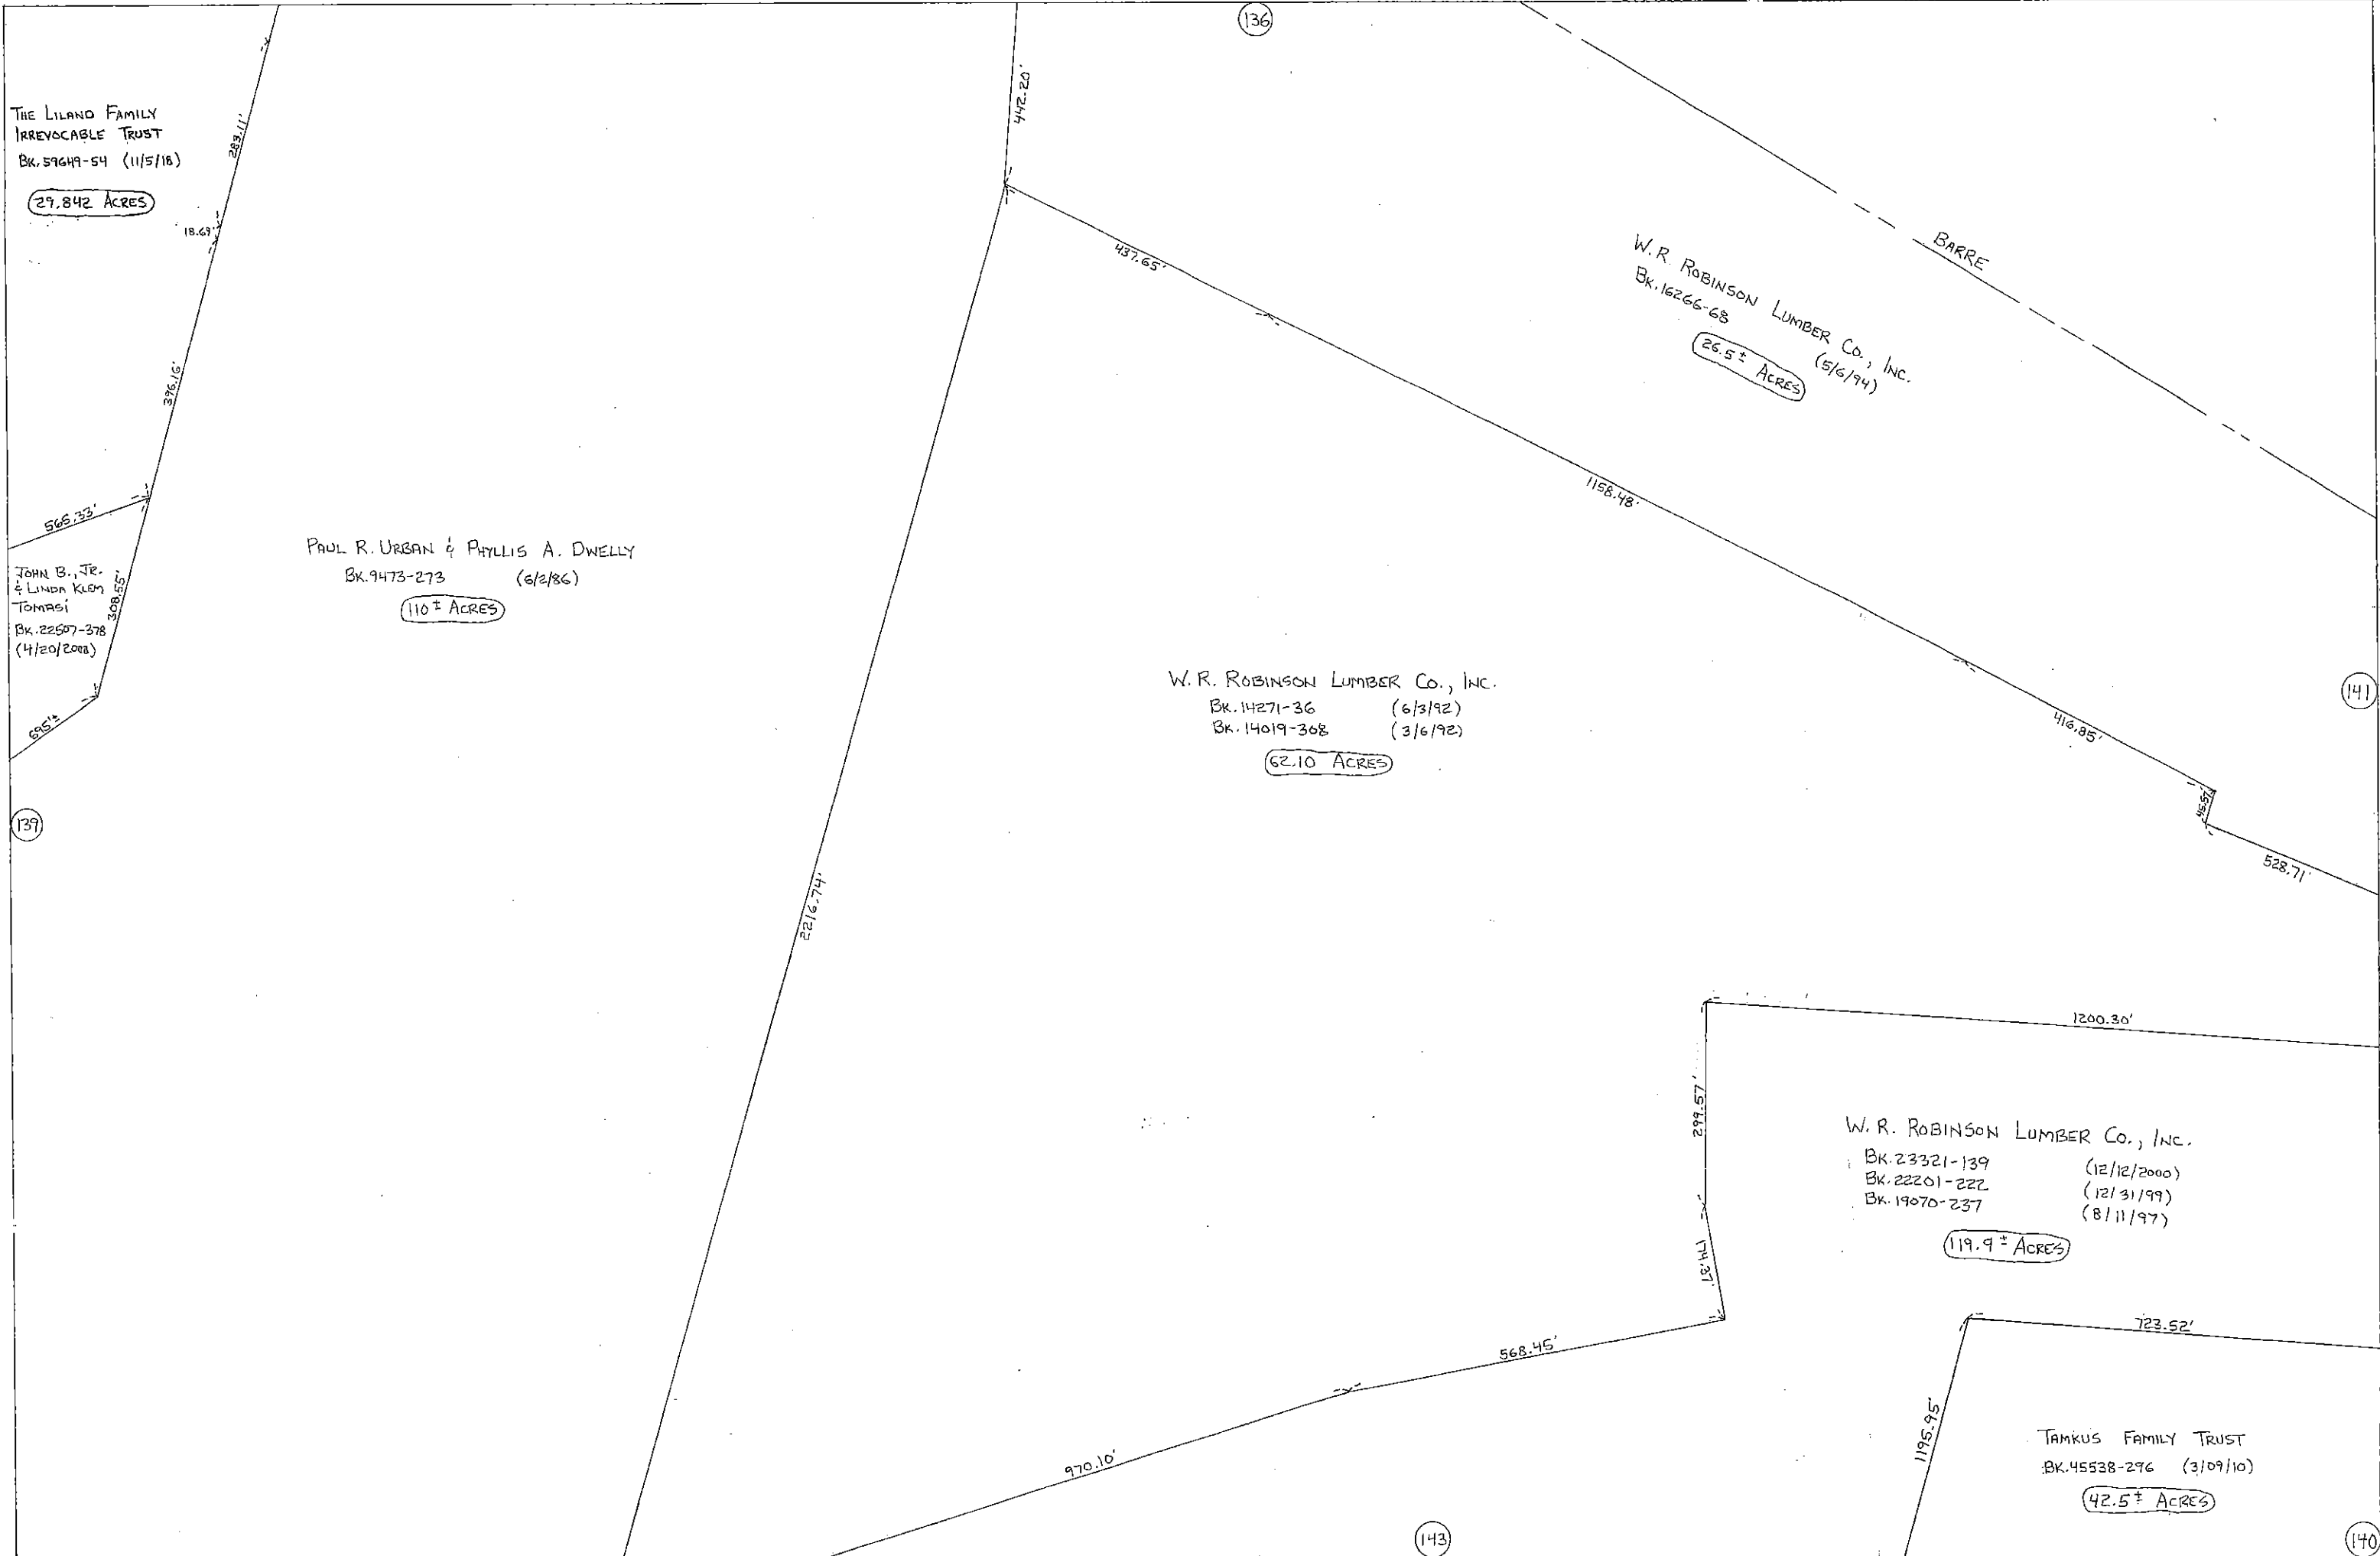 136
THE LILAND FAMILY
IRREVOCABLE TRUST
BK. 59649-54 (11/5/18)
29.842 ACRES
283.11'
18.69'
396.16'
565.33'
JOHN B., JR.
& LINDA KLEM
TOMASI
BK. 22507-378
(4/20/2000)
308.55'
695'±
139
PAUL R. URBAN & PHYLLIS A. DWELLY
BK. 9473-273 (6/2/86)
110± ACRES
442.20'
437.65'
1158.48'
416.85'
45.57'
528.71'
BARRE
W. R. ROBINSON LUMBER CO., INC.
BK. 16266-68 (5/6/94)
26.5± ACRES
141
2216.74'
W. R. ROBINSON LUMBER CO., INC.
BK. 14271-36 (6/3/92)
BK. 14019-308 (3/6/92)
62.10 ACRES
1200.30'
299.57'
174.37'
568.45'
970.10'
W. R. ROBINSON LUMBER CO., INC.
BK. 23321-139 (12/12/2000)
BK. 22201-222 (12/31/99)
BK. 19070-237 (8/11/97)
119.9± ACRES
723.52'
1195.95'
TAMKUS FAMILY TRUST
BK. 45538-296 (3/09/10)
42.5± ACRES
143
140